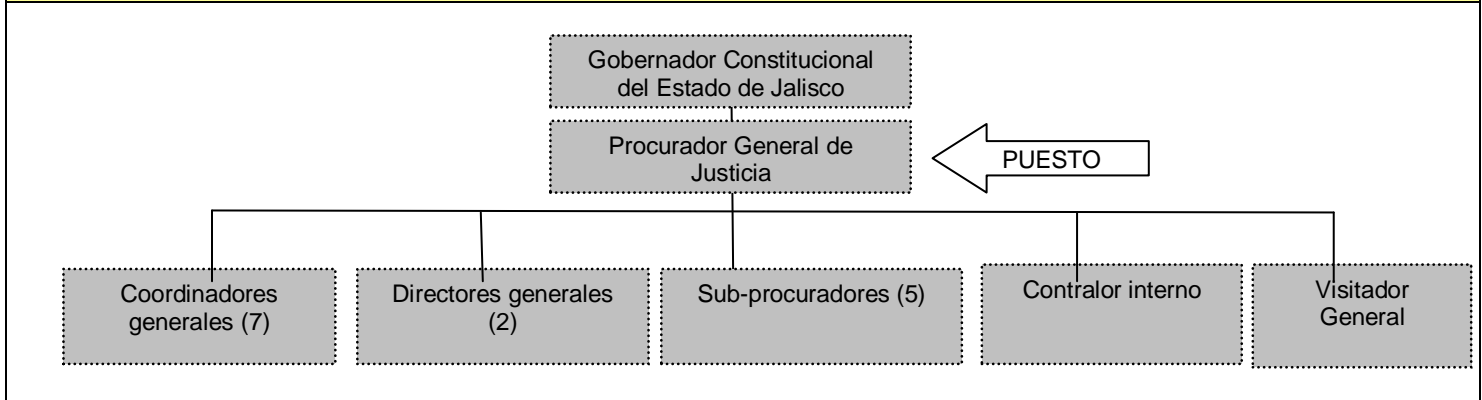 Gobernador Constitucional
del Estado de Jalisco
Procurador General de
Justicia
PUESTO
Coordinadores
generales (7)
Directores generales
(2)
Sub-procuradores (5)
Contralor interno
Visitador
General